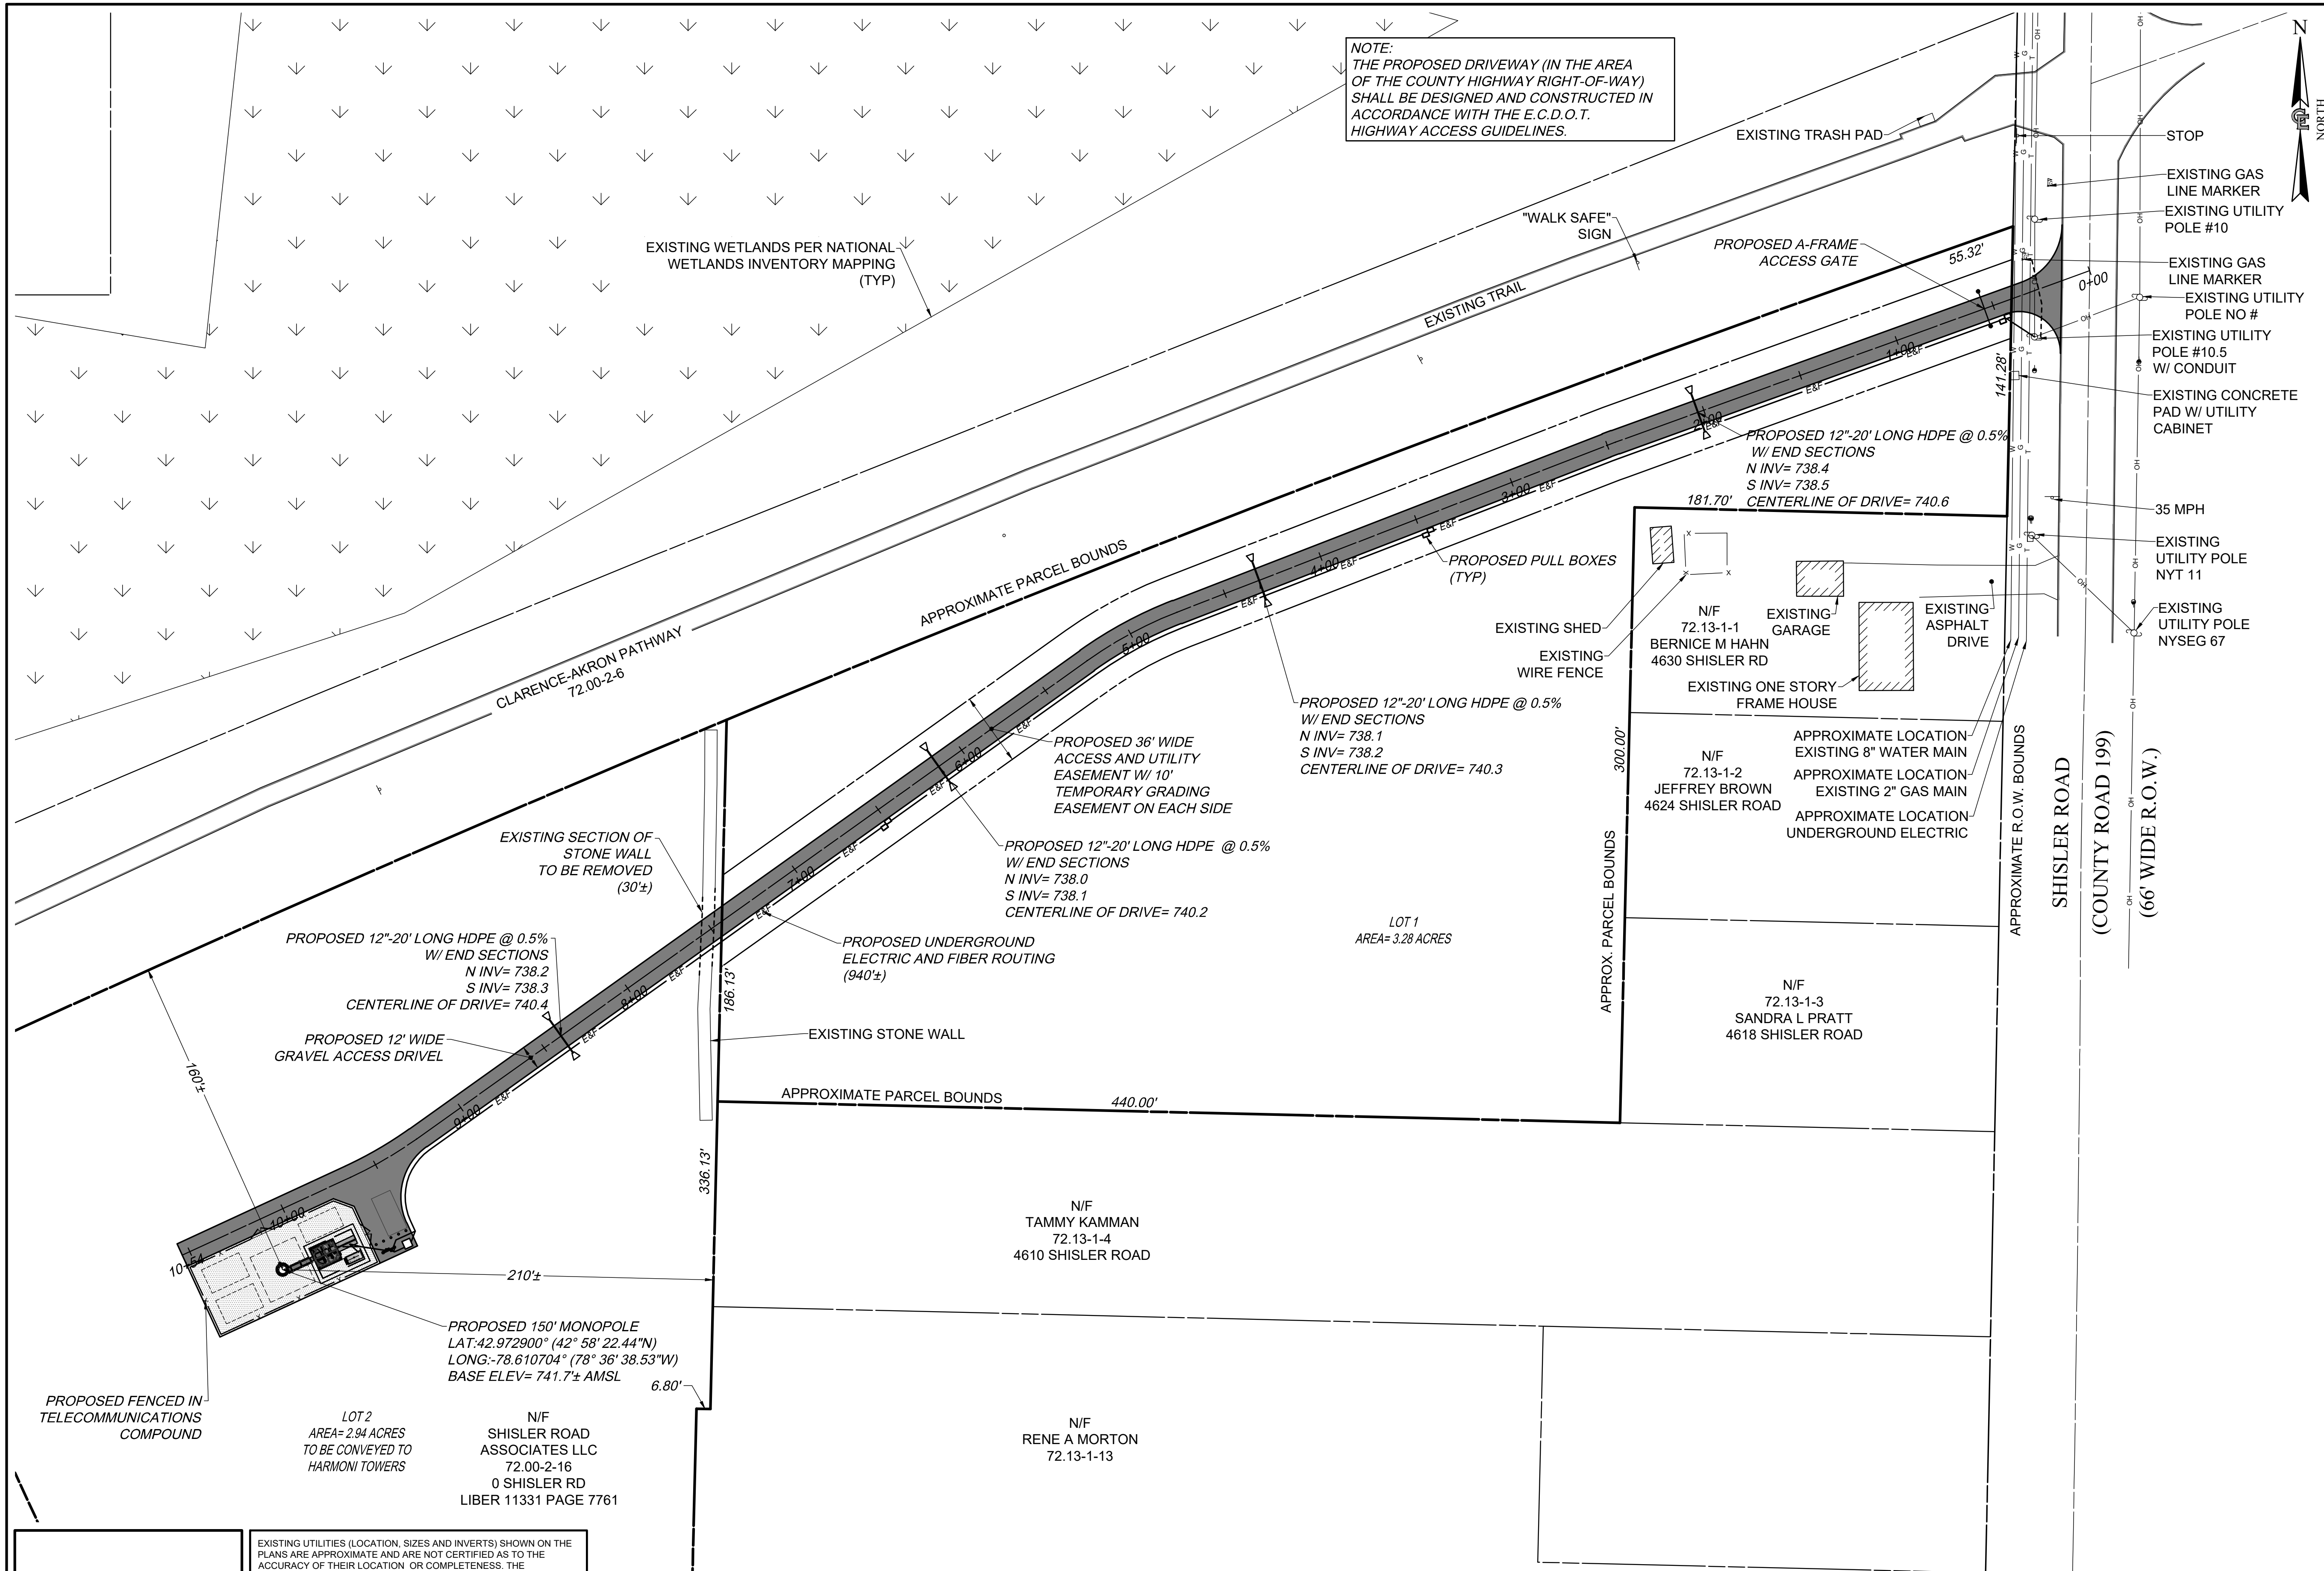 NOTE:
THE PROPOSED DRIVEWAY (IN THE AREA
OF THE COUNTY HIGHWAY RIGHT-OF-WAY)
SHALL BE DESIGNED AND CONSTRUCTED IN
ACCORDANCE WITH THE E.C.D.O.T.
HIGHWAY ACCESS GUIDELINES.
N
NORTH
EXISTING TRASH PAD
STOP
EXISTING GAS
LINE MARKER
EXISTING UTILITY
POLE #10
EXISTING GAS
LINE MARKER
EXISTING UTILITY
POLE NO #
EXISTING UTILITY
POLE #10.5
W/ CONDUIT
EXISTING CONCRETE
PAD W/ UTILITY
CABINET
35 MPH
EXISTING
UTILITY POLE
NYT 11
EXISTING
UTILITY POLE
NYSEG 67
"WALK SAFE"
SIGN
PROPOSED A-FRAME
ACCESS GATE
55.32'
0+00
141.28'
EXISTING WETLANDS PER NATIONAL
WETLANDS INVENTORY MAPPING
(TYP)
EXISTING TRAIL
1+00
2+00
3+00
4+00
5+00
6+00
7+00
8+00
9+00
10+00
10+54
E&F
E&F
E&F
E&F
E&F
E&F
E&F
E&F
E&F
E&F
E&F
E&F
E&F
E&F
PROPOSED 12"-20' LONG HDPE @ 0.5%
W/ END SECTIONS
N INV= 738.4
S INV= 738.5
CENTERLINE OF DRIVE= 740.6
181.70'
PROPOSED PULL BOXES
(TYP)
APPROXIMATE PARCEL BOUNDS
CLARENCE-AKRON PATHWAY
72.00-2-6
EXISTING SHED
EXISTING
WIRE FENCE
N/F
72.13-1-1
BERNICE M HAHN
4630 SHISLER RD
EXISTING
GARAGE
EXISTING
ASPHALT
DRIVE
EXISTING ONE STORY
FRAME HOUSE
APPROXIMATE LOCATION
EXISTING 8" WATER MAIN
APPROXIMATE LOCATION
EXISTING 2" GAS MAIN
APPROXIMATE LOCATION
UNDERGROUND ELECTRIC
N/F
72.13-1-2
JEFFREY BROWN
4624 SHISLER ROAD
300.00'
APPROX. PARCEL BOUNDS
APPROXIMATE R.O.W. BOUNDS
SHISLER ROAD
(COUNTY ROAD 199)
(66' WIDE R.O.W.)
PROPOSED 12"-20' LONG HDPE @ 0.5%
W/ END SECTIONS
N INV= 738.1
S INV= 738.2
CENTERLINE OF DRIVE= 740.3
PROPOSED 36' WIDE
ACCESS AND UTILITY
EASEMENT W/ 10'
TEMPORARY GRADING
EASEMENT ON EACH SIDE
PROPOSED 12"-20' LONG HDPE @ 0.5%
W/ END SECTIONS
N INV= 738.0
S INV= 738.1
CENTERLINE OF DRIVE= 740.2
EXISTING SECTION OF
STONE WALL
TO BE REMOVED
(30'±)
PROPOSED UNDERGROUND
ELECTRIC AND FIBER ROUTING
(940'±)
LOT 1
AREA= 3.28 ACRES
PROPOSED 12"-20' LONG HDPE @ 0.5%
W/ END SECTIONS
N INV= 738.2
S INV= 738.3
CENTERLINE OF DRIVE= 740.4
PROPOSED 12' WIDE
GRAVEL ACCESS DRIVEL
186.13'
EXISTING STONE WALL
N/F
72.13-1-3
SANDRA L PRATT
4618 SHISLER ROAD
160'±
APPROXIMATE PARCEL BOUNDS
440.00'
336.13'
N/F
TAMMY KAMMAN
72.13-1-4
4610 SHISLER ROAD
210'±
PROPOSED 150' MONOPOLE
LAT:42.972900° (42° 58' 22.44"N)
LONG:-78.610704° (78° 36' 38.53"W)
BASE ELEV= 741.7'± AMSL
6.80'
PROPOSED FENCED IN
TELECOMMUNICATIONS
COMPOUND
LOT 2
AREA= 2.94 ACRES
TO BE CONVEYED TO
HARMONI TOWERS
N/F
SHISLER ROAD
ASSOCIATES LLC
72.00-2-16
0 SHISLER RD
LIBER 11331 PAGE 7761
N/F
RENE A MORTON
72.13-1-13
EXISTING UTILITIES (LOCATION, SIZES AND INVERTS) SHOWN ON THE
PLANS ARE APPROXIMATE AND ARE NOT CERTIFIED AS TO THE
ACCURACY OF THEIR LOCATION OR COMPLETENESS. THE